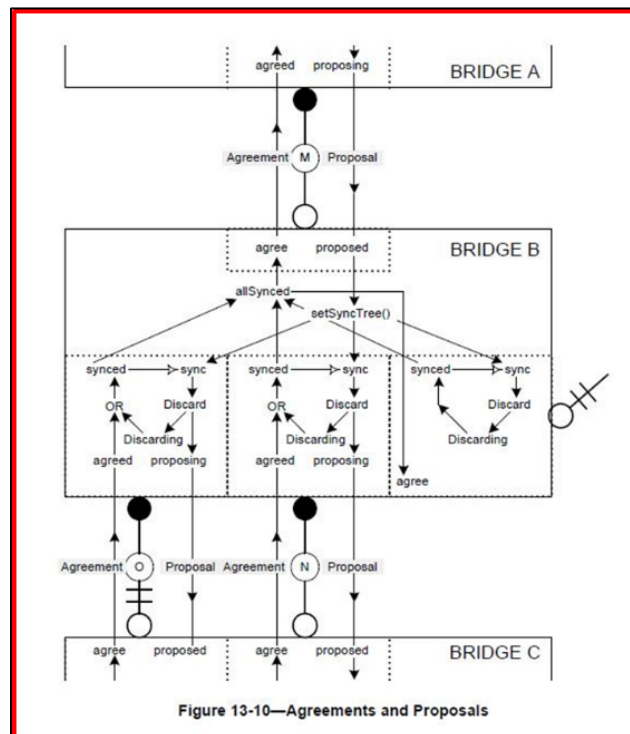 agreed proposing
BRIDGE A
Agreement M Proposal
agree proposed
BRIDGE B
allSynced
setSyncTree()
synced sync synced sync synced sync
OR Discard OR Discard Discard
Discarding Discarding Discarding
agreed proposing agreed proposing
agree
Agreement O Proposal Agreement N Proposal
agree proposed agree proposed
BRIDGE C
Figure 13-10—Agreements and Proposals